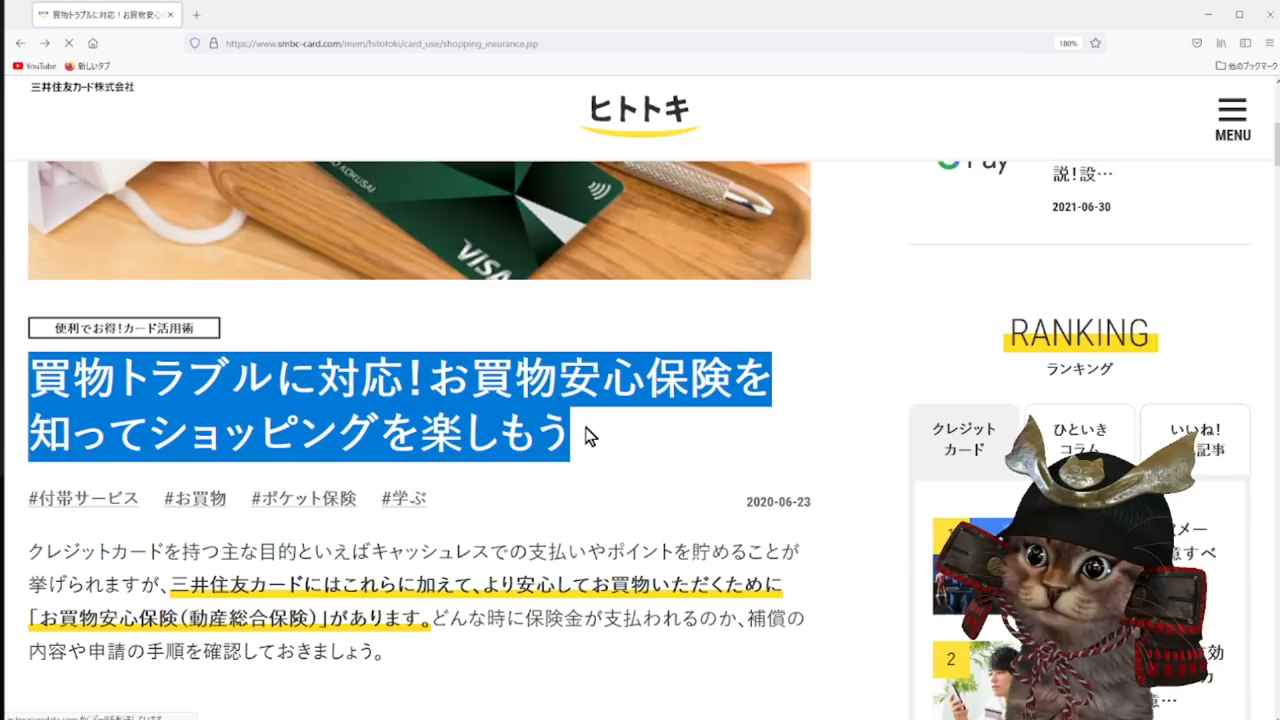 買物トラブルに対応！お買物安心
https://www.smbc-card.com/mem/hitotoki/card_use/shopping_insurance.jsp
180%
YouTube
新しいタブ
他のブックマーク
三井住友カード株式会社
ヒトトキ
MENU
KOKUSAI
VISA
Pay
説！設…
2021-06-30
便利でお得！カード活用術
買物トラブルに対応！お買物安心保険を
知ってショッピングを楽しもう
#付帯サービス #お買物 #ポケット保険 #学ぶ
2020-06-23
クレジットカードを持つ主な目的といえばキャッシュレスでの支払いやポイントを貯めることが
挙げられますが、三井住友カードにはこれらに加えて、より安心してお買物いただくために
「お買物安心保険（動産総合保険）」があります。どんな時に保険金が支払われるのか、補償の
内容や申請の手順を確認しておきましょう。
RANKING
ランキング
クレジット
カード
ひといき
コラム
いいね！
記事
1
メー
意すべ
2
効